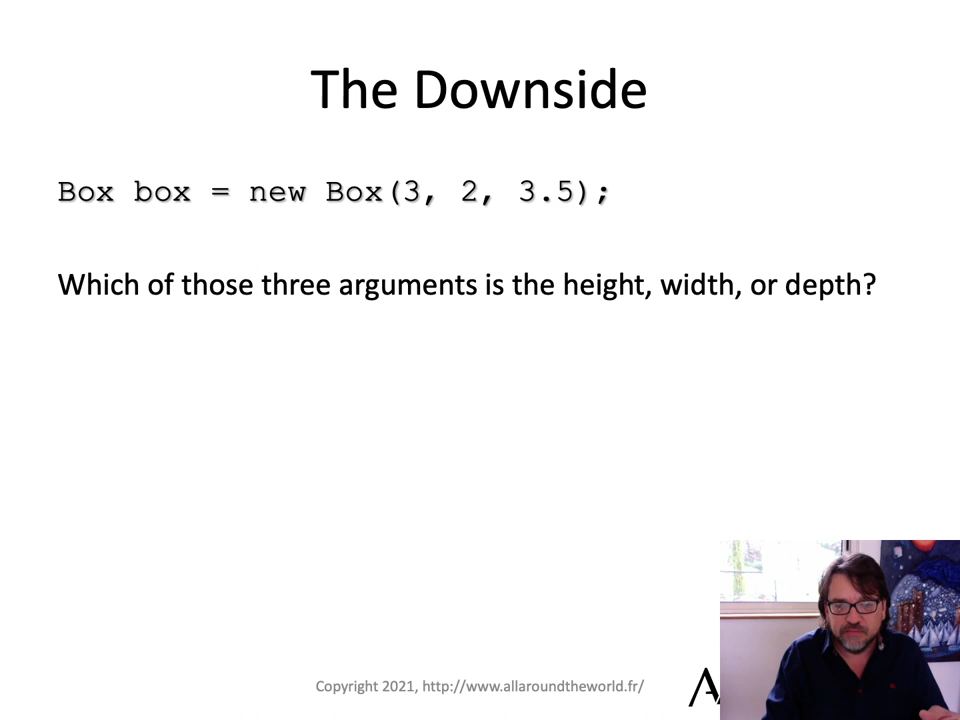 The Downside
Box box = new Box(3, 2, 3.5);
Which of those three arguments is the height, width, or depth?
Copyright 2021, http://www.allaroundtheworld.fr/